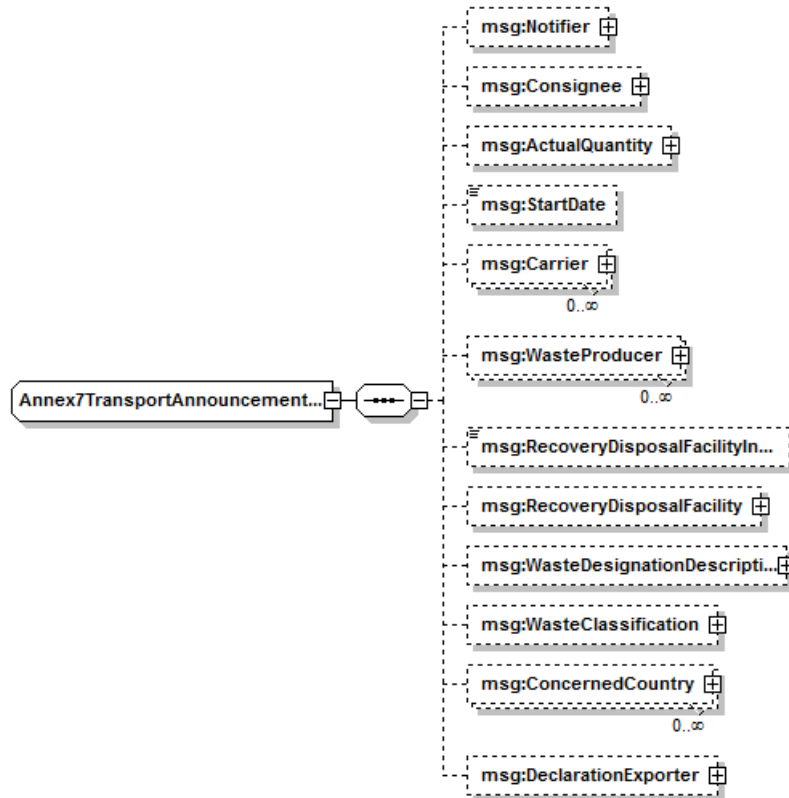 msg:Notifier
msg:Consignee
msg:ActualQuantity
msg:StartDate
msg:Carrier
0..∞
msg:WasteProducer
0..∞
Annex7TransportAnnouncement...
msg:RecoveryDisposalFacilityIn...
msg:RecoveryDisposalFacility
msg:WasteDesignationDescripti...
msg:WasteClassification
msg:ConcernedCountry
0..∞
msg:DeclarationExporter